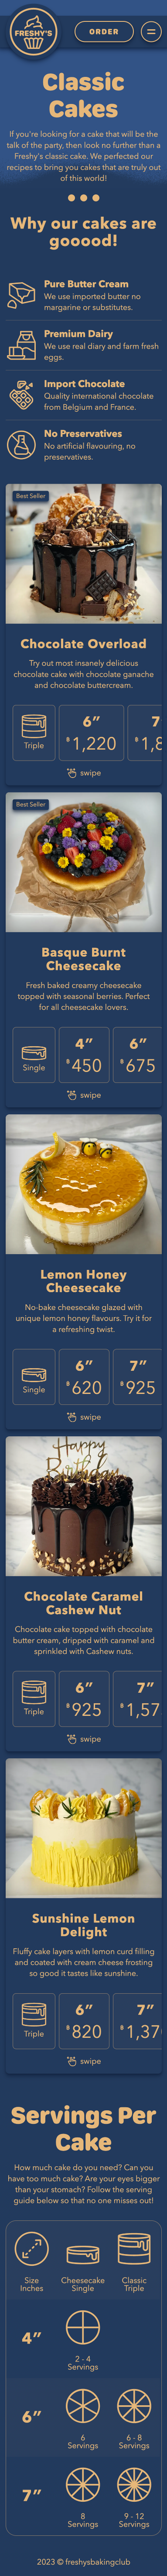 FRESHY'S
ORDER
Classic
Cakes
If you're looking for a cake that will be the
talk of the party, then look no further than a
Freshy's classic cake. We perfected our
recipes to bring you cakes that are truly out
of this world!
Why our cakes are
gooood!
Pure Butter Cream
We use imported butter no
margarine or substitutes.
Premium Dairy
We use real diary and farm fresh
eggs.
Import Chocolate
Quality international chocolate
from Belgium and France.
No Preservatives
No artificial flavouring, no
preservatives.
Best Seller
Chocolate Overload
Try out most insanely delicious
chocolate cake with chocolate ganache
and chocolate buttercream.
Triple
6”
฿1,220
7
฿1,8
swipe
Best Seller
Basque Burnt
Cheesecake
Fresh baked creamy cheesecake
topped with seasonal berries. Perfect
for all cheesecake lovers.
Single
4”
฿450
6”
฿675
swipe
Lemon Honey
Cheesecake
No-bake cheesecake glazed with
unique lemon honey flavours. Try it for
a refreshing twist.
Single
6”
฿620
7”
฿925
swipe
Happy
Birthday
Chocolate Caramel
Cashew Nut
Chocolate cake topped with chocolate
butter cream, dripped with caramel and
sprinkled with Cashew nuts.
Triple
6”
฿925
7”
฿1,57
swipe
Sunshine Lemon
Delight
Fluffy cake layers with lemon curd filling
and coated with cream cheese frosting
so good it tastes like sunshine.
Triple
6”
฿820
7”
฿1,37
swipe
Servings Per
Cake
How much cake do you need? Can you
have too much cake? Are your eyes bigger
than your stomach? Follow the serving
guide below so that no one misses out!
Size
Inches
Cheesecake
Single
Classic
Triple
4”
2 - 4
Servings
6”
6
Servings
6 - 8
Servings
7”
8
Servings
9 - 12
Servings
2023 © freshysbakingclub